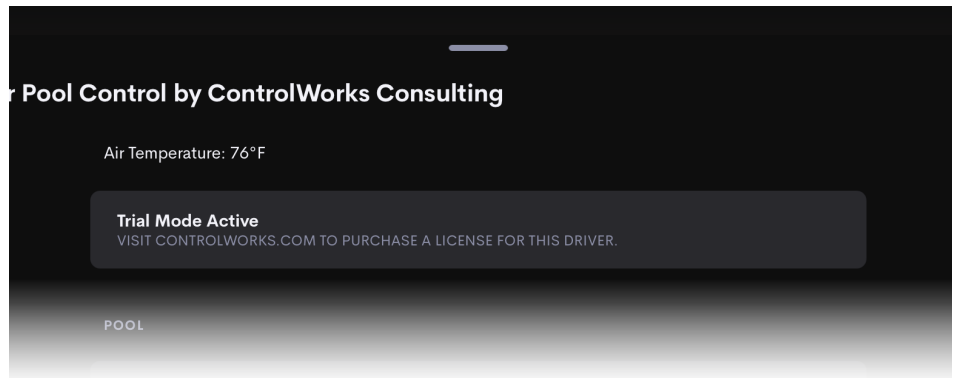 r Pool Control by ControlWorks Consulting
Air Temperature: 76°F
Trial Mode Active
VISIT CONTROLWORKS.COM TO PURCHASE A LICENSE FOR THIS DRIVER.
POOL